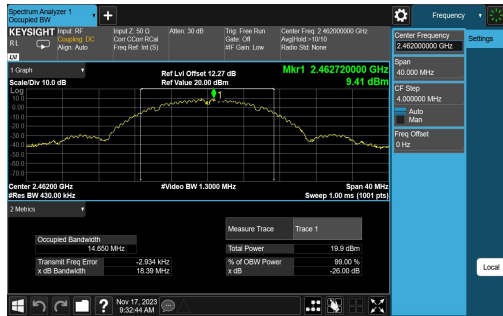 Spectrum Analyzer 1
Occupied BW
+
Frequency
KEYSIGHT Input: RF Input Z: 50 Ω Atten: 30 dB Trig: Free Run Center Freq: 2.462000000 GHz
RL Coupling: DC Corr CCorr RCal Gate: Off Avg|Hold:>10/10
Align: Auto Freq Ref: Int (S) #IF Gain: Low Radio Std: None
LV
Center Frequency
2.462000000 GHz
Settings
Span
40.000 MHz
CF Step
4.000000 MHz
Auto
Man
Freq Offset
0 Hz
Local
1 Graph
Ref Lvl Offset 12.27 dB
Mkr1 2.462720000 GHz
Scale/Div 10.0 dB Ref Value 20.00 dBm 9.41 dBm
Log
10.0
0.00
-10.0
-20.0
-30.0
-40.0
-50.0
-60.0
-70.0
1
Center 2.46200 GHz #Video BW 1.3000 MHz Span 40 MHz
#Res BW 430.00 kHz Sweep 1.00 ms (1001 pts)
2 Metrics
Measure Trace Trace 1
Occupied Bandwidth
14.650 MHz Total Power 19.9 dBm
Transmit Freq Error -2.934 kHz % of OBW Power 99.00 %
x dB Bandwidth 18.39 MHz x dB -26.00 dB
?
Nov 17, 2023
9:32:44 AM